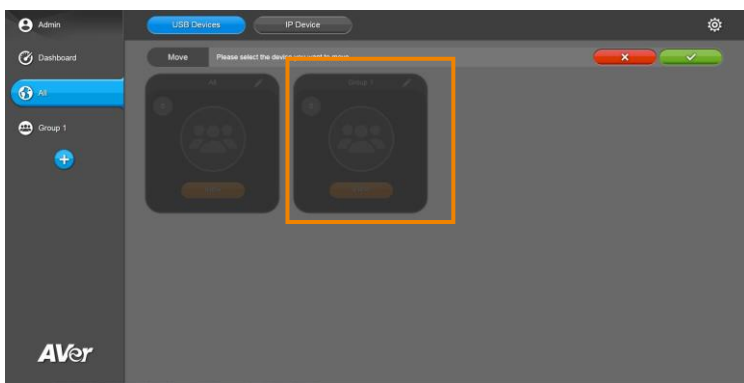 Admin
USB Devices
IP Device
Dashboard
Move
Please select the device you want to move
All
Group 1
All
Group 1
AVer